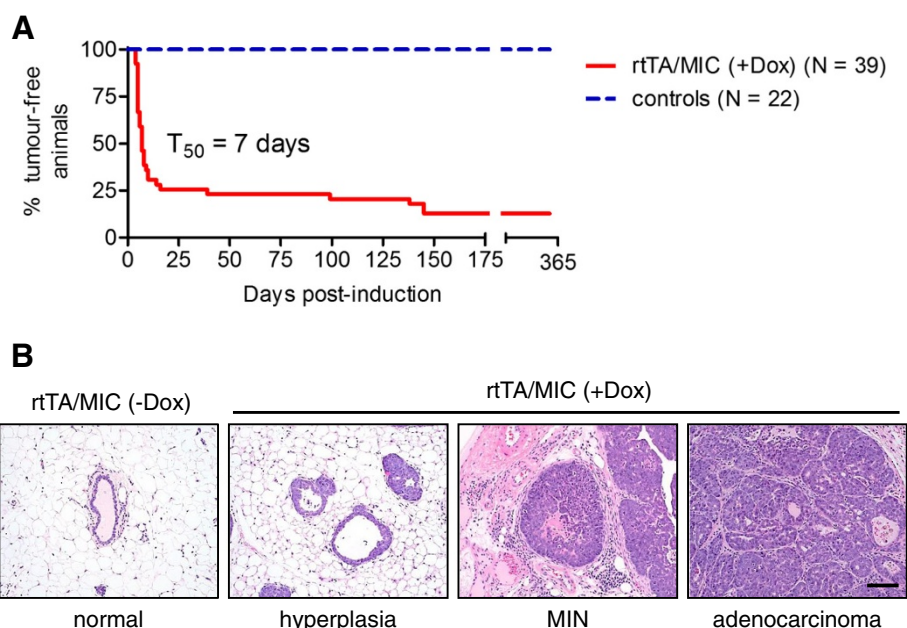 A
100
75
50
25
0
% tumour-free
animals
T50 = 7 days
0 25 50 75 100 125 150 175 365
Days post-induction
rtTA/MIC (+Dox) (N = 39)
controls (N = 22)
B
rtTA/MIC (-Dox)
rtTA/MIC (+Dox)
normal
hyperplasia
MIN
adenocarcinoma